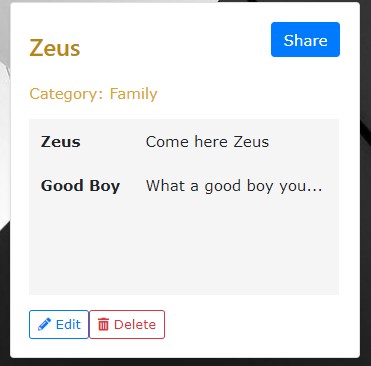 Zeus
Share
Category: Family
Zeus Come here Zeus
Good Boy What a good boy you...
Edit Delete